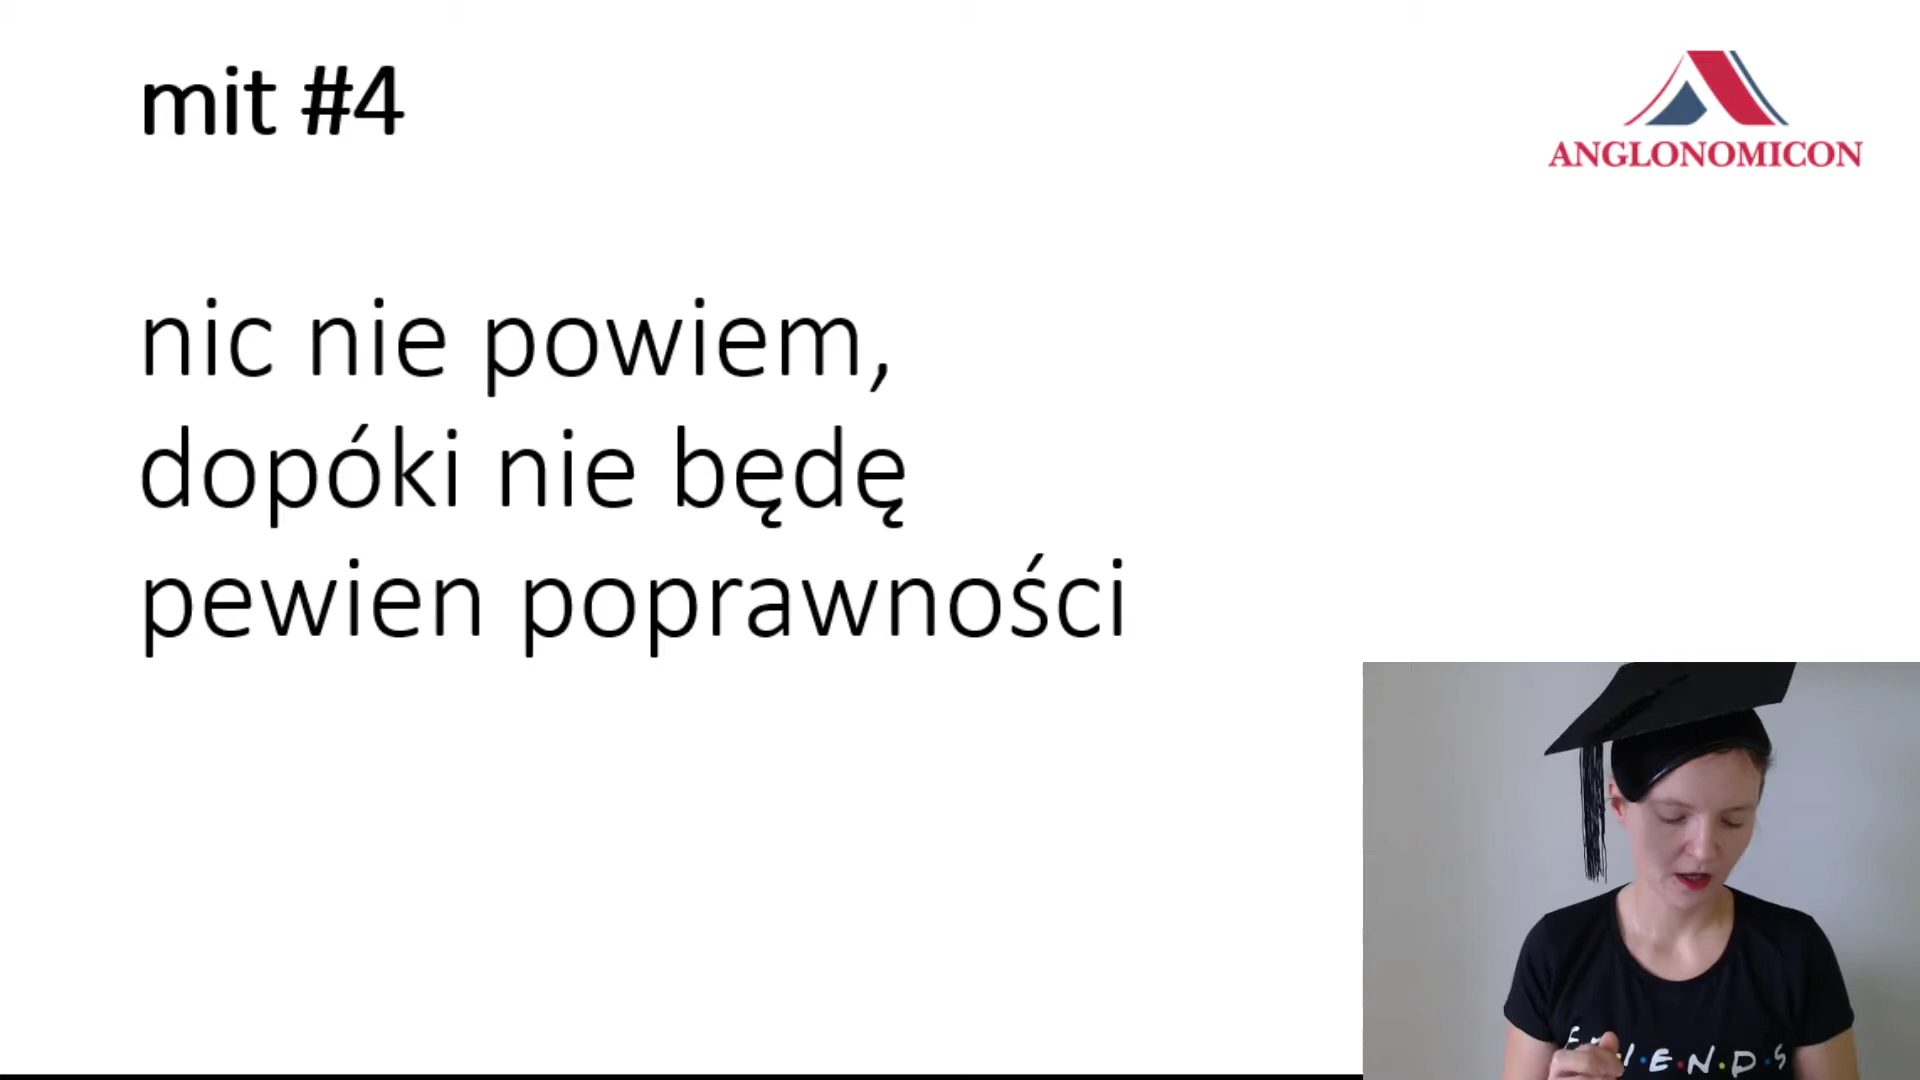 mit #4
ANGLONOMICON
nic nie powiem,
dopóki nie będę
pewien poprawności
F·R·I·E·N·D·S